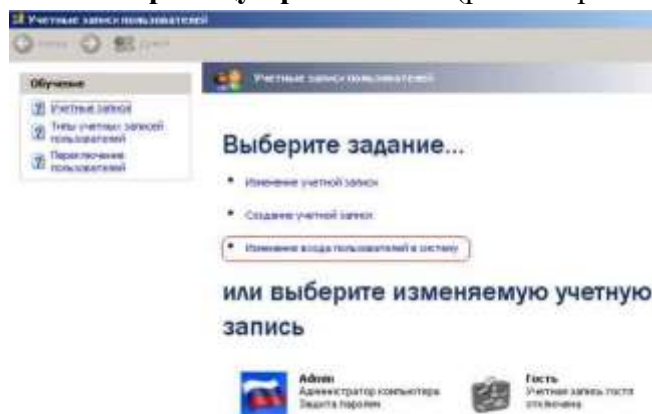 Учетные записи пользователей
Назад
Домой
Обучение
Учетные записи пользователей
Учетные записи
Типы учетных записей пользователей
Переключение пользователей
Выберите задание...
Изменение учетной записи
Создание учетной записи
Изменение входа пользователей в систему
или выберите изменяемую учетную
запись
Admin
Администратор компьютера
Защита паролем
Гость
Учетная запись гостя
отключена